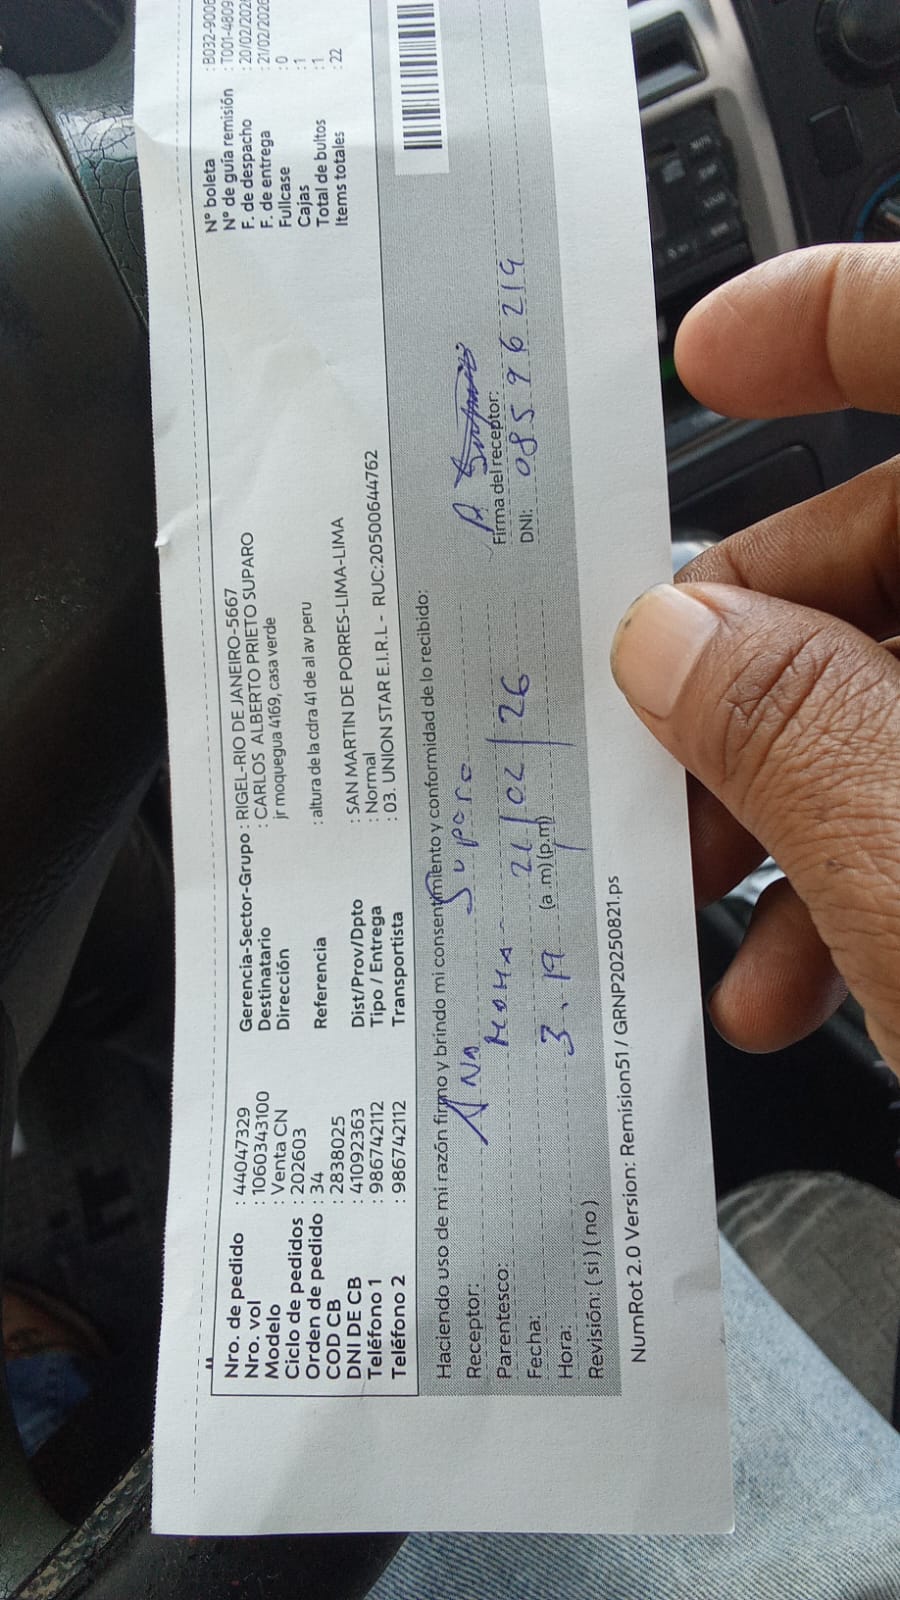 Nro. de pedido : 44047329
Nro. vol : 1060343100
Modelo : Venta CN
Ciclo de pedidos : 202603
Orden de pedido : 34
COD CB : 2838025
DNI DE CB : 41092363
Teléfono 1 : 986742112
Teléfono 2 : 986742112
Gerencia-Sector-Grupo : RIGEL-RIO DE JANEIRO-5667
Destinatario : CARLOS ALBERTO PRIETO SUPARO
Dirección jr moquegua 4169, casa verde
Referencia : altura de la cdra 41 de al av peru
Dist/Prov/Dpto : SAN MARTIN DE PORRES-LIMA-LIMA
Tipo / Entrega : Normal
Transportista : 03. UNION STAR E.I.R.L - RUC:20500644762
N° boleta : B032-9006
N° de guía remisión : T001-4809
F. de despacho : 20/02/202
F. de entrega : 21/02/2026
Fullcase : 0
Cajas : 1
Total de bultos : 1
Items totales : 22
Haciendo uso de mi razón firmo y brindo mi consentimiento y conformidad de lo recibido:
Receptor: Ana Suparo
Parentesco: MAMA
Fecha: 21/02/26
Hora: 3.19 (a .m) (p.m)
Revisión: ( si ) ( no )
Firma del receptor:
DNI: 08596219
NumRot 2.0 Version: Remision51 / GRNP20250821.ps